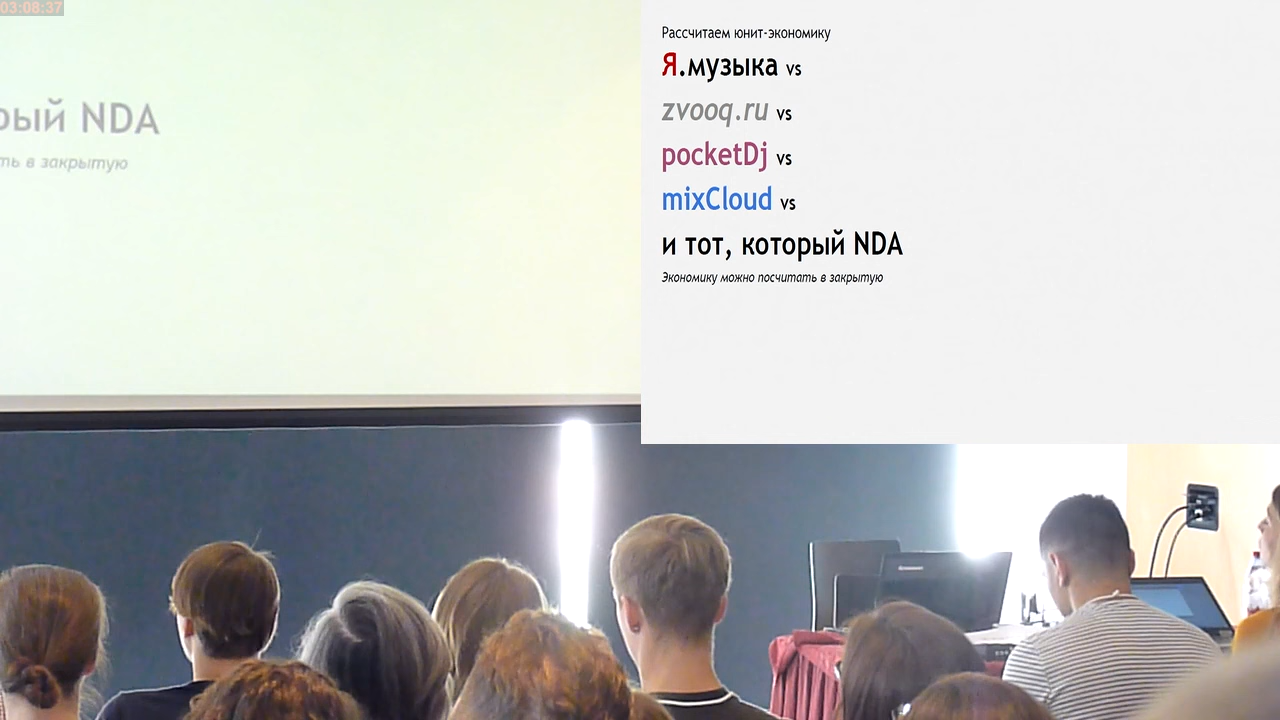 03:08:37
рый NDA
ть в закрытую
Рассчитаем юнит-экономику
Я.музыка vs
zvooq.ru vs
pocketDj vs
mixCloud vs
и тот, который NDA
Экономику можно посчитать в закрытую